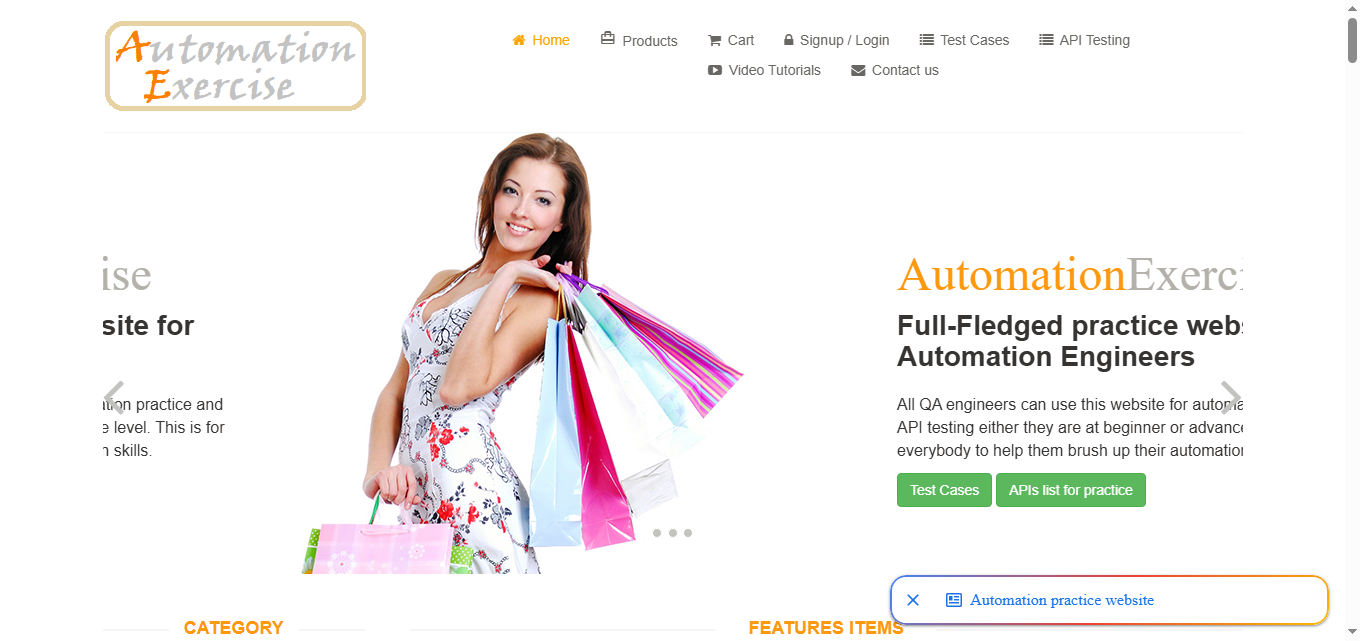 Automation
Exercise
Home
Products
Cart
Signup / Login
Test Cases
API Testing
Video Tutorials
Contact us
ise
site for
tion practice and
e level. This is for
n skills.
AutomationExerci
Full-Fledged practice webs
Automation Engineers
All QA engineers can use this website for automa
API testing either they are at beginner or advance
everybody to help them brush up their automation
Test Cases
APIs list for practice
Automation practice website
CATEGORY
FEATURES ITEMS